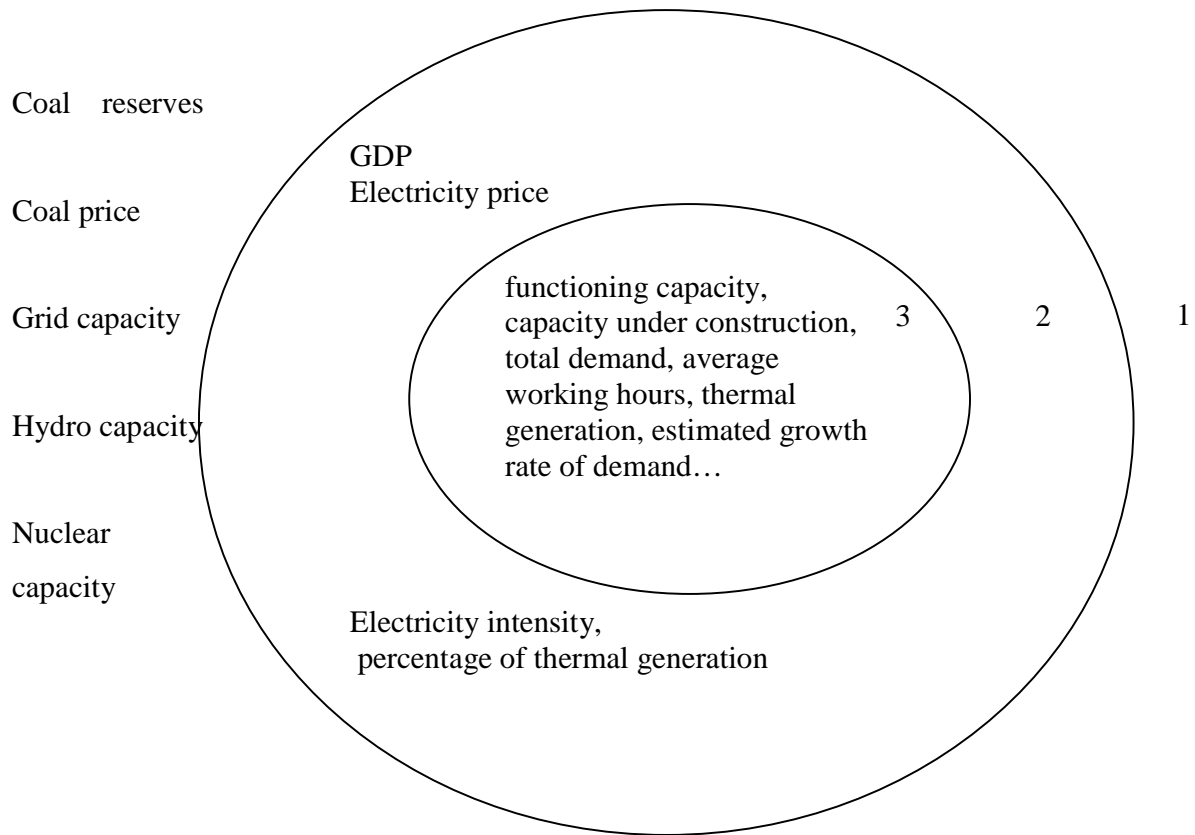 Coal reserves
GDP
Electricity price
Coal price
functioning capacity,
capacity under construction,
total demand, average
working hours, thermal
generation, estimated growth
rate of demand…
3
2
1
Grid capacity
Hydro capacity
Nuclear
capacity
Electricity intensity,
percentage of thermal generation